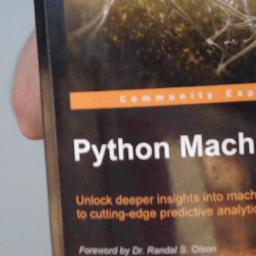 Community Exp
Python Mach
Unlock deeper insights into mach
to cutting-edge predictive analytic
Foreword by Dr. Randal S. Olson